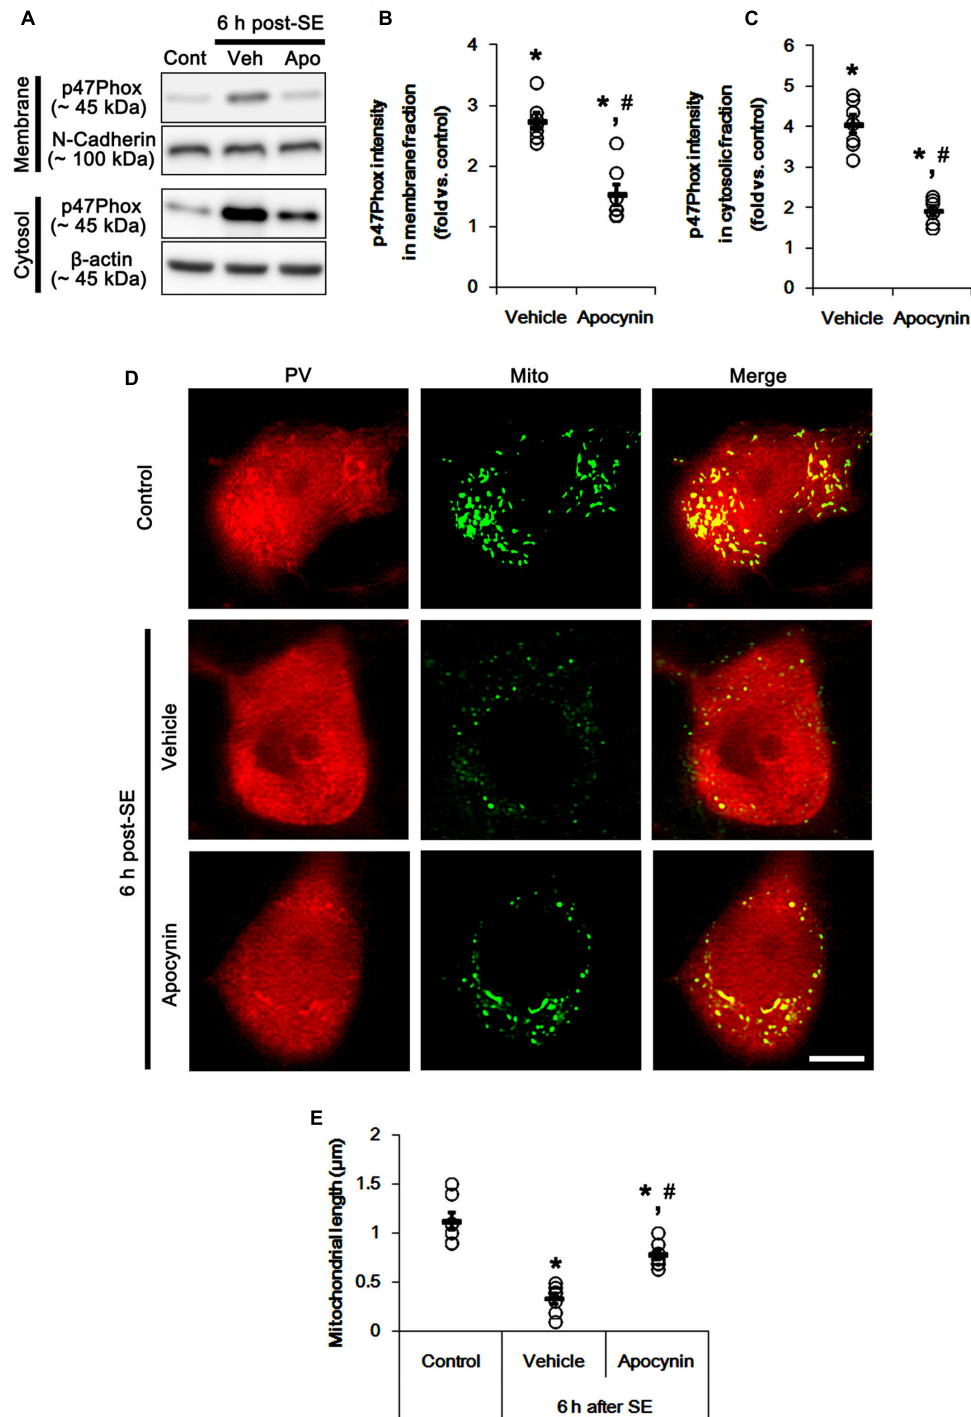 A
6 h post-SE
Cont Veh Apo
Membrane
p47Phox
(~ 45 kDa)
N-Cadherin
(~ 100 kDa)
Cytosol
p47Phox
(~ 45 kDa)
β-actin
(~ 45 kDa)
B
p47Phox intensity
in membrane fraction
(fold vs. control)
4
3
2
1
0
*
*, #
Vehicle Apocynin
C
p47Phox intensity
in cytosolic fraction
(fold vs. control)
6
5
4
3
2
1
0
*
*, #
Vehicle Apocynin
D
PV Mito Merge
Control
6 h post-SE
Vehicle
Apocynin
E
Mitochondrial length (μm)
2
1.5
1
0.5
0
*
*, #
Control Vehicle Apocynin
6 h after SE